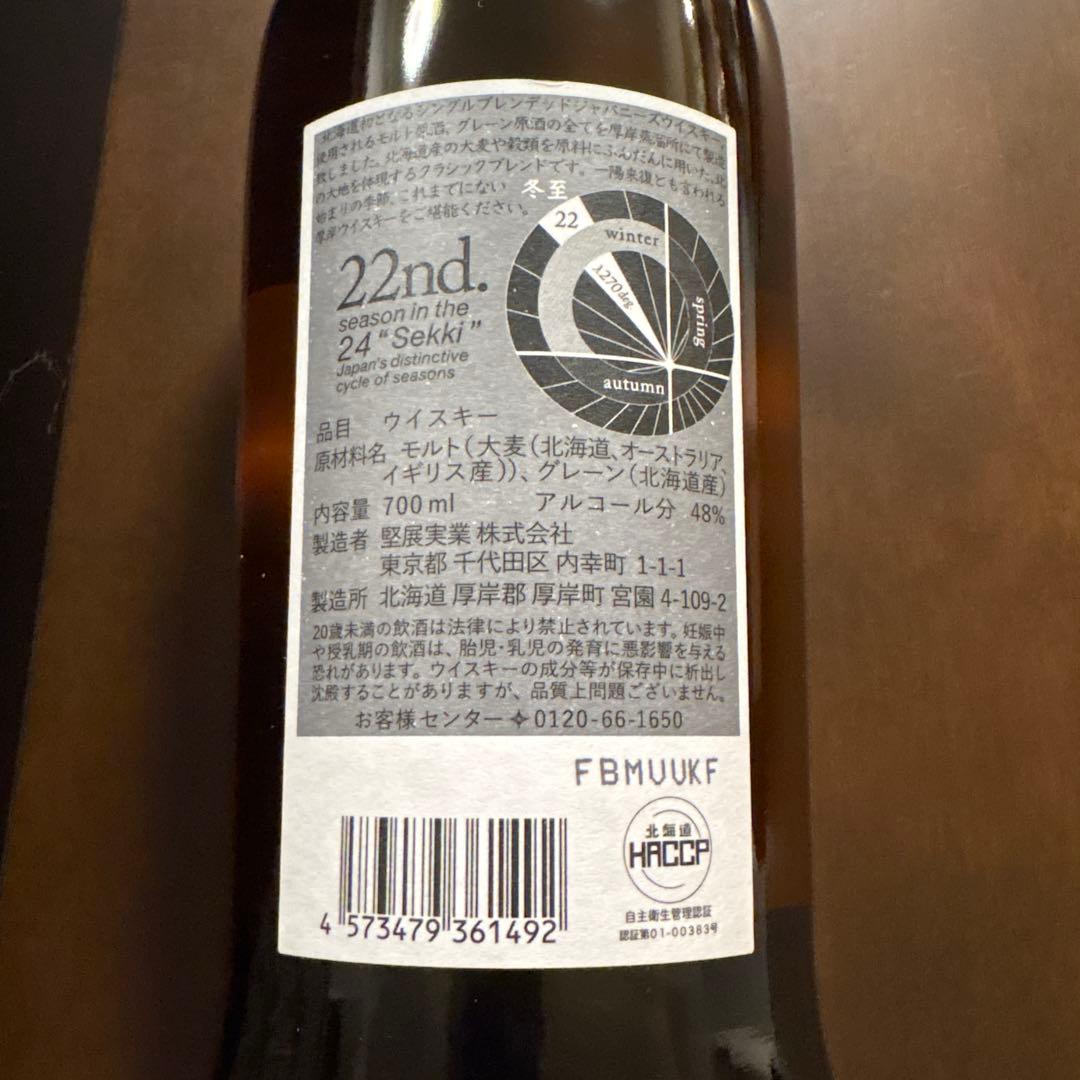 北海道初となるシングルブレンデッドジャパニーズウイスキー。
使用されるモルト原酒、グレーン原酒の全てを厚岸蒸溜所にて製造
致しました。北海道産の大麦や穀類を原料にふんだんに用いた、北
の大地を体現するクラシックブレンドです。一陽来復とも言われる
始まりの季節、これまでにない
厚岸ウイスキーをご堪能ください。
冬至
22
winter
λ270deg
spring
autumn
22nd.
season in the
24 “Sekki”
Japan's distinctive
cycle of seasons
品目 ウイスキー
原材料名 モルト(大麦(北海道、オーストラリア、
イギリス産))、グレーン(北海道産)
内容量 700 ml アルコール分 48%
製造者 堅展実業 株式会社
東京都 千代田区 内幸町 1-1-1
製造所 北海道 厚岸郡 厚岸町 宮園 4-109-2
20歳未満の飲酒は法律により禁止されています。妊娠中
や授乳期の飲酒は、胎児・乳児の発育に悪影響を与える
恐れがあります。ウイスキーの成分等が保存中に析出し
沈殿することがありますが、品質上問題ございません。
お客様センター✧0120-66-1650
FBMUUKF
北海道
HACCP
自主衛生管理認証
認証第01-00383号
4 573479 361492